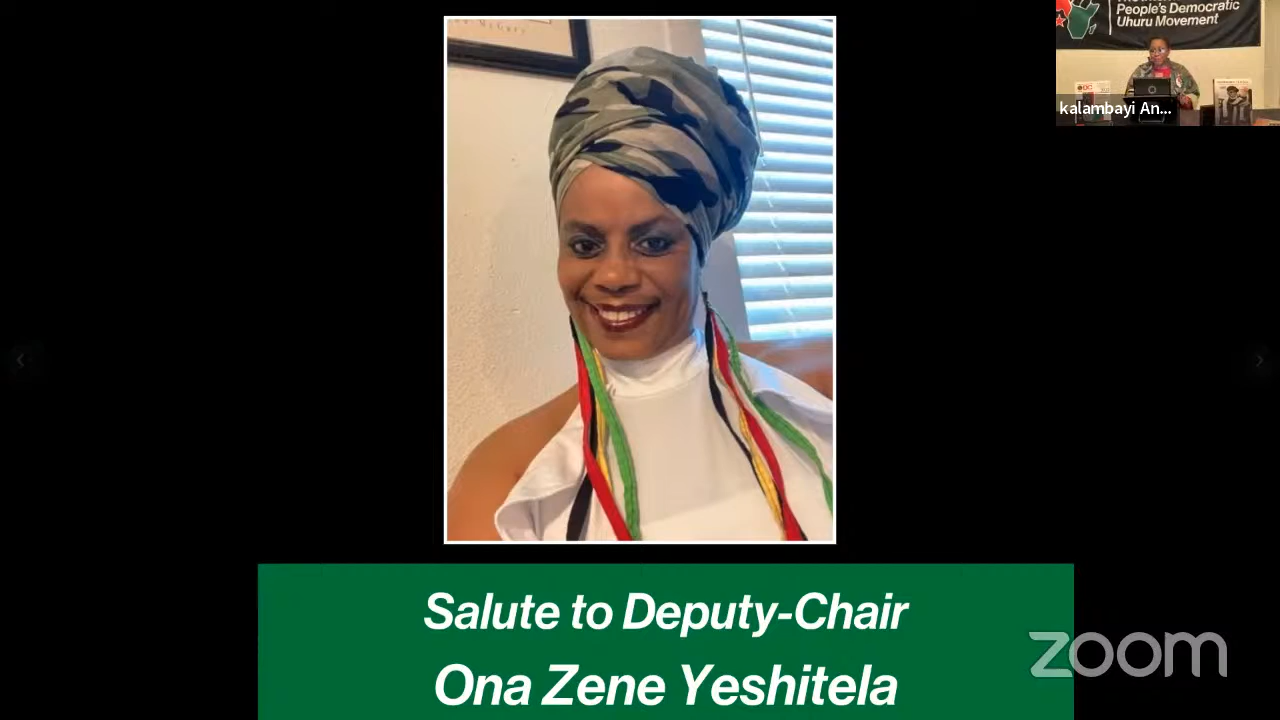 People's Democratic
Uhuru Movement
kalambayi An...
Salute to Deputy-Chair
Ona Zene Yeshitela
zoom